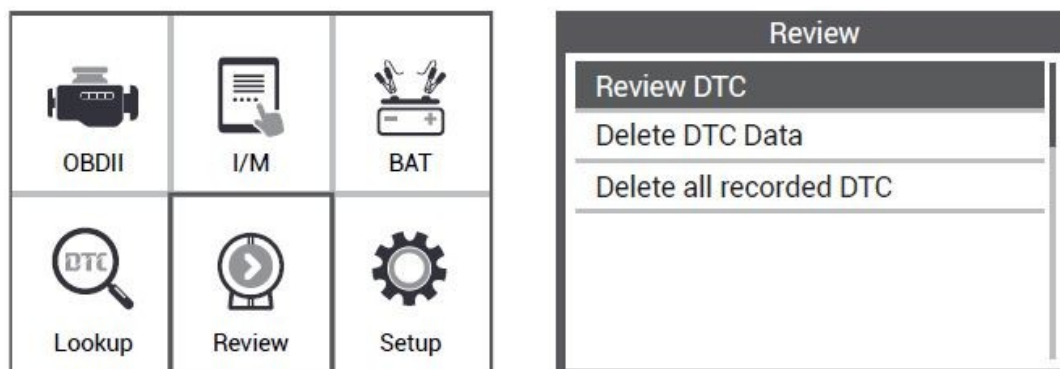 OBDII
I/M
BAT
DTC
Lookup
Review
Setup
Review
Review DTC
Delete DTC Data
Delete all recorded DTC